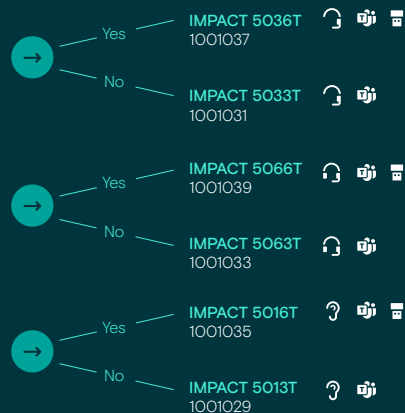 Yes
IMPACT 5036T
1001037
No
IMPACT 5033T
1001031
Yes
IMPACT 5066T
1001039
No
IMPACT 5063T
1001033
Yes
IMPACT 5016T
1001035
No
IMPACT 5013T
1001029